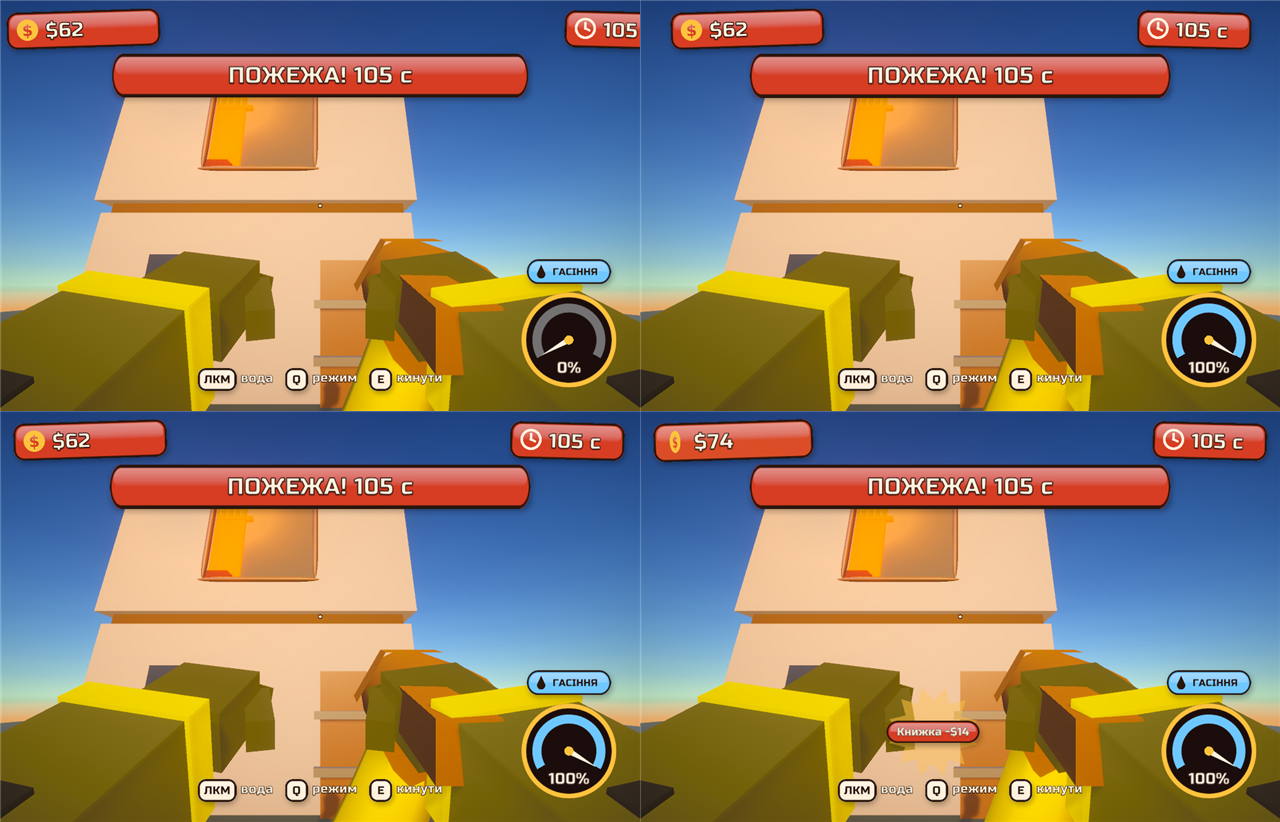 $62
105
ПОЖЕЖА! 105 с
ГАСІННЯ
0%
ЛКМ вода Q режим E кинути
$62
105 с
ПОЖЕЖА! 105 с
ГАСІННЯ
100%
ЛКМ вода Q режим E кинути
$62
105 с
ПОЖЕЖА! 105 с
ГАСІННЯ
100%
ЛКМ вода Q режим E кинути
$74
105 с
ПОЖЕЖА! 105 с
ГАСІННЯ
Книжка -$14
100%
ЛКМ вода Q режим E кинути